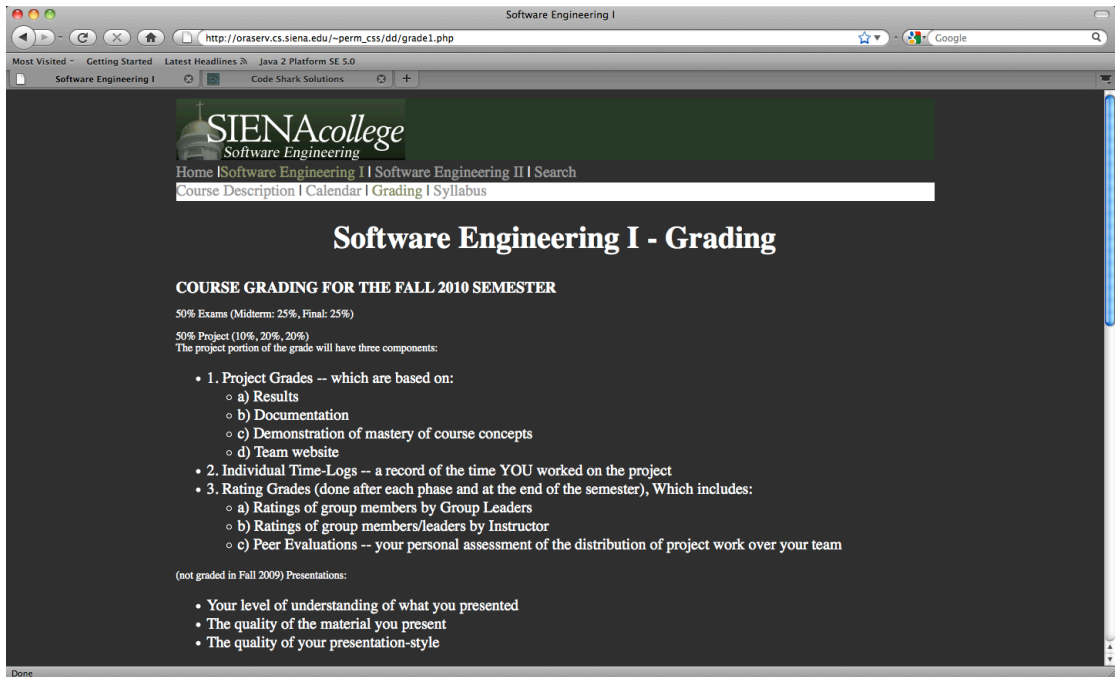 Software Engineering I
http://oraserv.cs.siena.edu/~perm_css/dd/grade1.php
Google
Most Visited Getting Started Latest Headlines Java 2 Platform SE 5.0
Software Engineering I Code Shark Solutions +
SIENAcollege
Software Engineering
Home |Software Engineering I | Software Engineering II | Search
Course Description | Calendar | Grading | Syllabus
Software Engineering I - Grading
COURSE GRADING FOR THE FALL 2010 SEMESTER
50% Exams (Midterm: 25%, Final: 25%)
50% Project (10%, 20%, 20%)
The project portion of the grade will have three components:
• 1. Project Grades -- which are based on:
◦ a) Results
◦ b) Documentation
◦ c) Demonstration of mastery of course concepts
◦ d) Team website
• 2. Individual Time-Logs -- a record of the time YOU worked on the project
• 3. Rating Grades (done after each phase and at the end of the semester), Which includes:
◦ a) Ratings of group members by Group Leaders
◦ b) Ratings of group members/leaders by Instructor
◦ c) Peer Evaluations -- your personal assessment of the distribution of project work over your team
(not graded in Fall 2009) Presentations:
• Your level of understanding of what you presented
• The quality of the material you present
• The quality of your presentation-style
Done